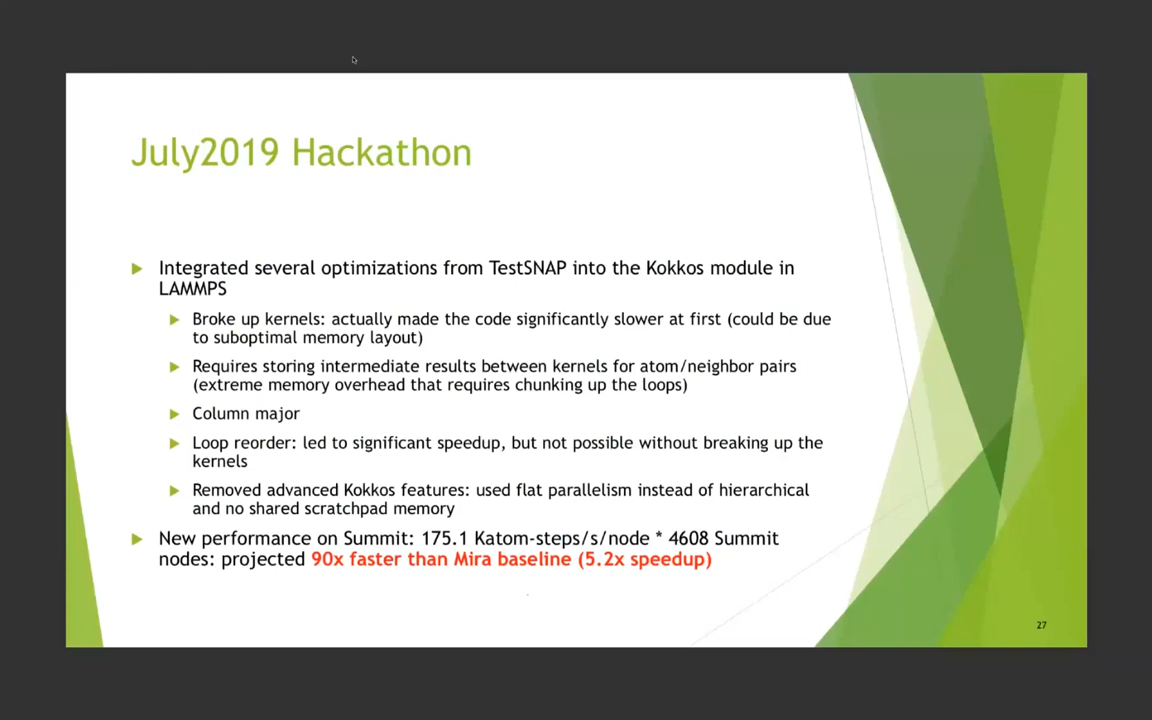 July2019 Hackathon
Integrated several optimizations from TestSNAP into the Kokkos module in
LAMMPS
Broke up kernels: actually made the code significantly slower at first (could be due
to suboptimal memory layout)
Requires storing intermediate results between kernels for atom/neighbor pairs
(extreme memory overhead that requires chunking up the loops)
Column major
Loop reorder: led to significant speedup, but not possible without breaking up the
kernels
Removed advanced Kokkos features: used flat parallelism instead of hierarchical
and no shared scratchpad memory
New performance on Summit: 175.1 Katom-steps/s/node * 4608 Summit
nodes: projected 90x faster than Mira baseline (5.2x speedup)
27